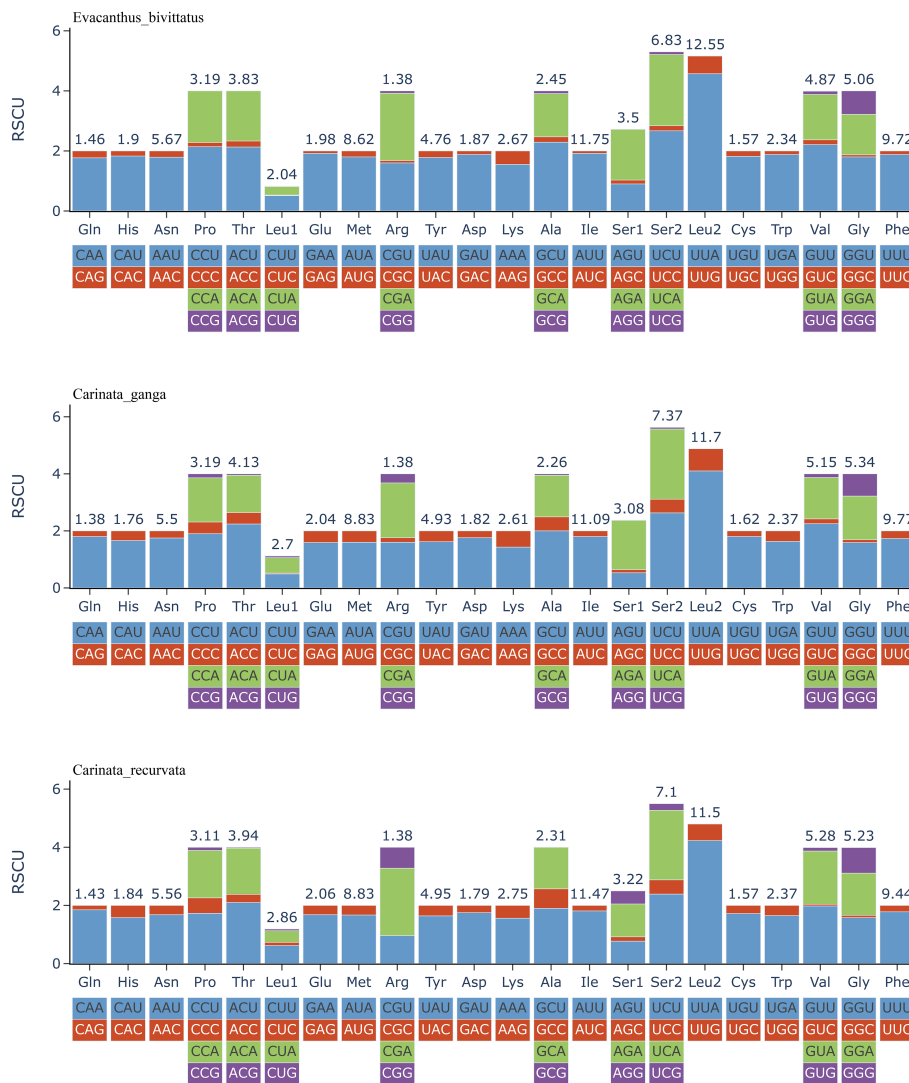 Evacanthus_bivittatus
6
6.83 12.55
3.19 3.83 1.38 2.45 4.87 5.06
4
3.5
1.46 1.9 5.67 2.04 1.98 8.62 4.76 1.87 2.67 11.75 1.57 2.34 9.72
2
0
RSCU
Gln His Asn Pro Thr Leu1 Glu Met Arg Tyr Asp Lys Ala Ile Ser1 Ser2 Leu2 Cys Trp Val Gly Phe
CAA CAU AAU CCU ACU CUU GAA AUA CGU UAU GAU AAA GCU AUU AGU UCU UUA UGU UGA GUU GGU UUU
CAG CAC AAC CCC ACC CUC GAG AUG CGC UAC GAC AAG GCC AUC AGC UCC UUG UGC UGG GUC GGC UUC
CCA ACA CUA CGA GCA AGA UCA GUA GGA
CCG ACG CUG CGG GCG AGG UCG GUG GGG
Carinata_ganga
6
7.37 11.7
3.19 4.13 1.38 2.26 5.15 5.34
4
3.08
1.38 1.76 5.5 2.7 2.04 8.83 4.93 1.82 2.61 11.09 1.62 2.37 9.77
2
0
RSCU
Gln His Asn Pro Thr Leu1 Glu Met Arg Tyr Asp Lys Ala Ile Ser1 Ser2 Leu2 Cys Trp Val Gly Phe
CAA CAU AAU CCU ACU CUU GAA AUA CGU UAU GAU AAA GCU AUU AGU UCU UUA UGU UGA GUU GGU UUU
CAG CAC AAC CCC ACC CUC GAG AUG CGC UAC GAC AAG GCC AUC AGC UCC UUG UGC UGG GUC GGC UUC
CCA ACA CUA CGA GCA AGA UCA GUA GGA
CCG ACG CUG CGG GCG AGG UCG GUG GGG
Carinata_recurvata
6
7.1 11.5
3.11 3.94 1.38 2.31 5.28 5.23
4
3.22
1.43 1.84 5.56 2.86 2.06 8.83 4.95 1.79 2.75 11.47 1.57 2.37 9.44
2
0
RSCU
Gln His Asn Pro Thr Leu1 Glu Met Arg Tyr Asp Lys Ala Ile Ser1 Ser2 Leu2 Cys Trp Val Gly Phe
CAA CAU AAU CCU ACU CUU GAA AUA CGU UAU GAU AAA GCU AUU AGU UCU UUA UGU UGA GUU GGU UUU
CAG CAC AAC CCC ACC CUC GAG AUG CGC UAC GAC AAG GCC AUC AGC UCC UUG UGC UGG GUC GGC UUC
CCA ACA CUA CGA GCA AGA UCA GUA GGA
CCG ACG CUG CGG GCG AGG UCG GUG GGG